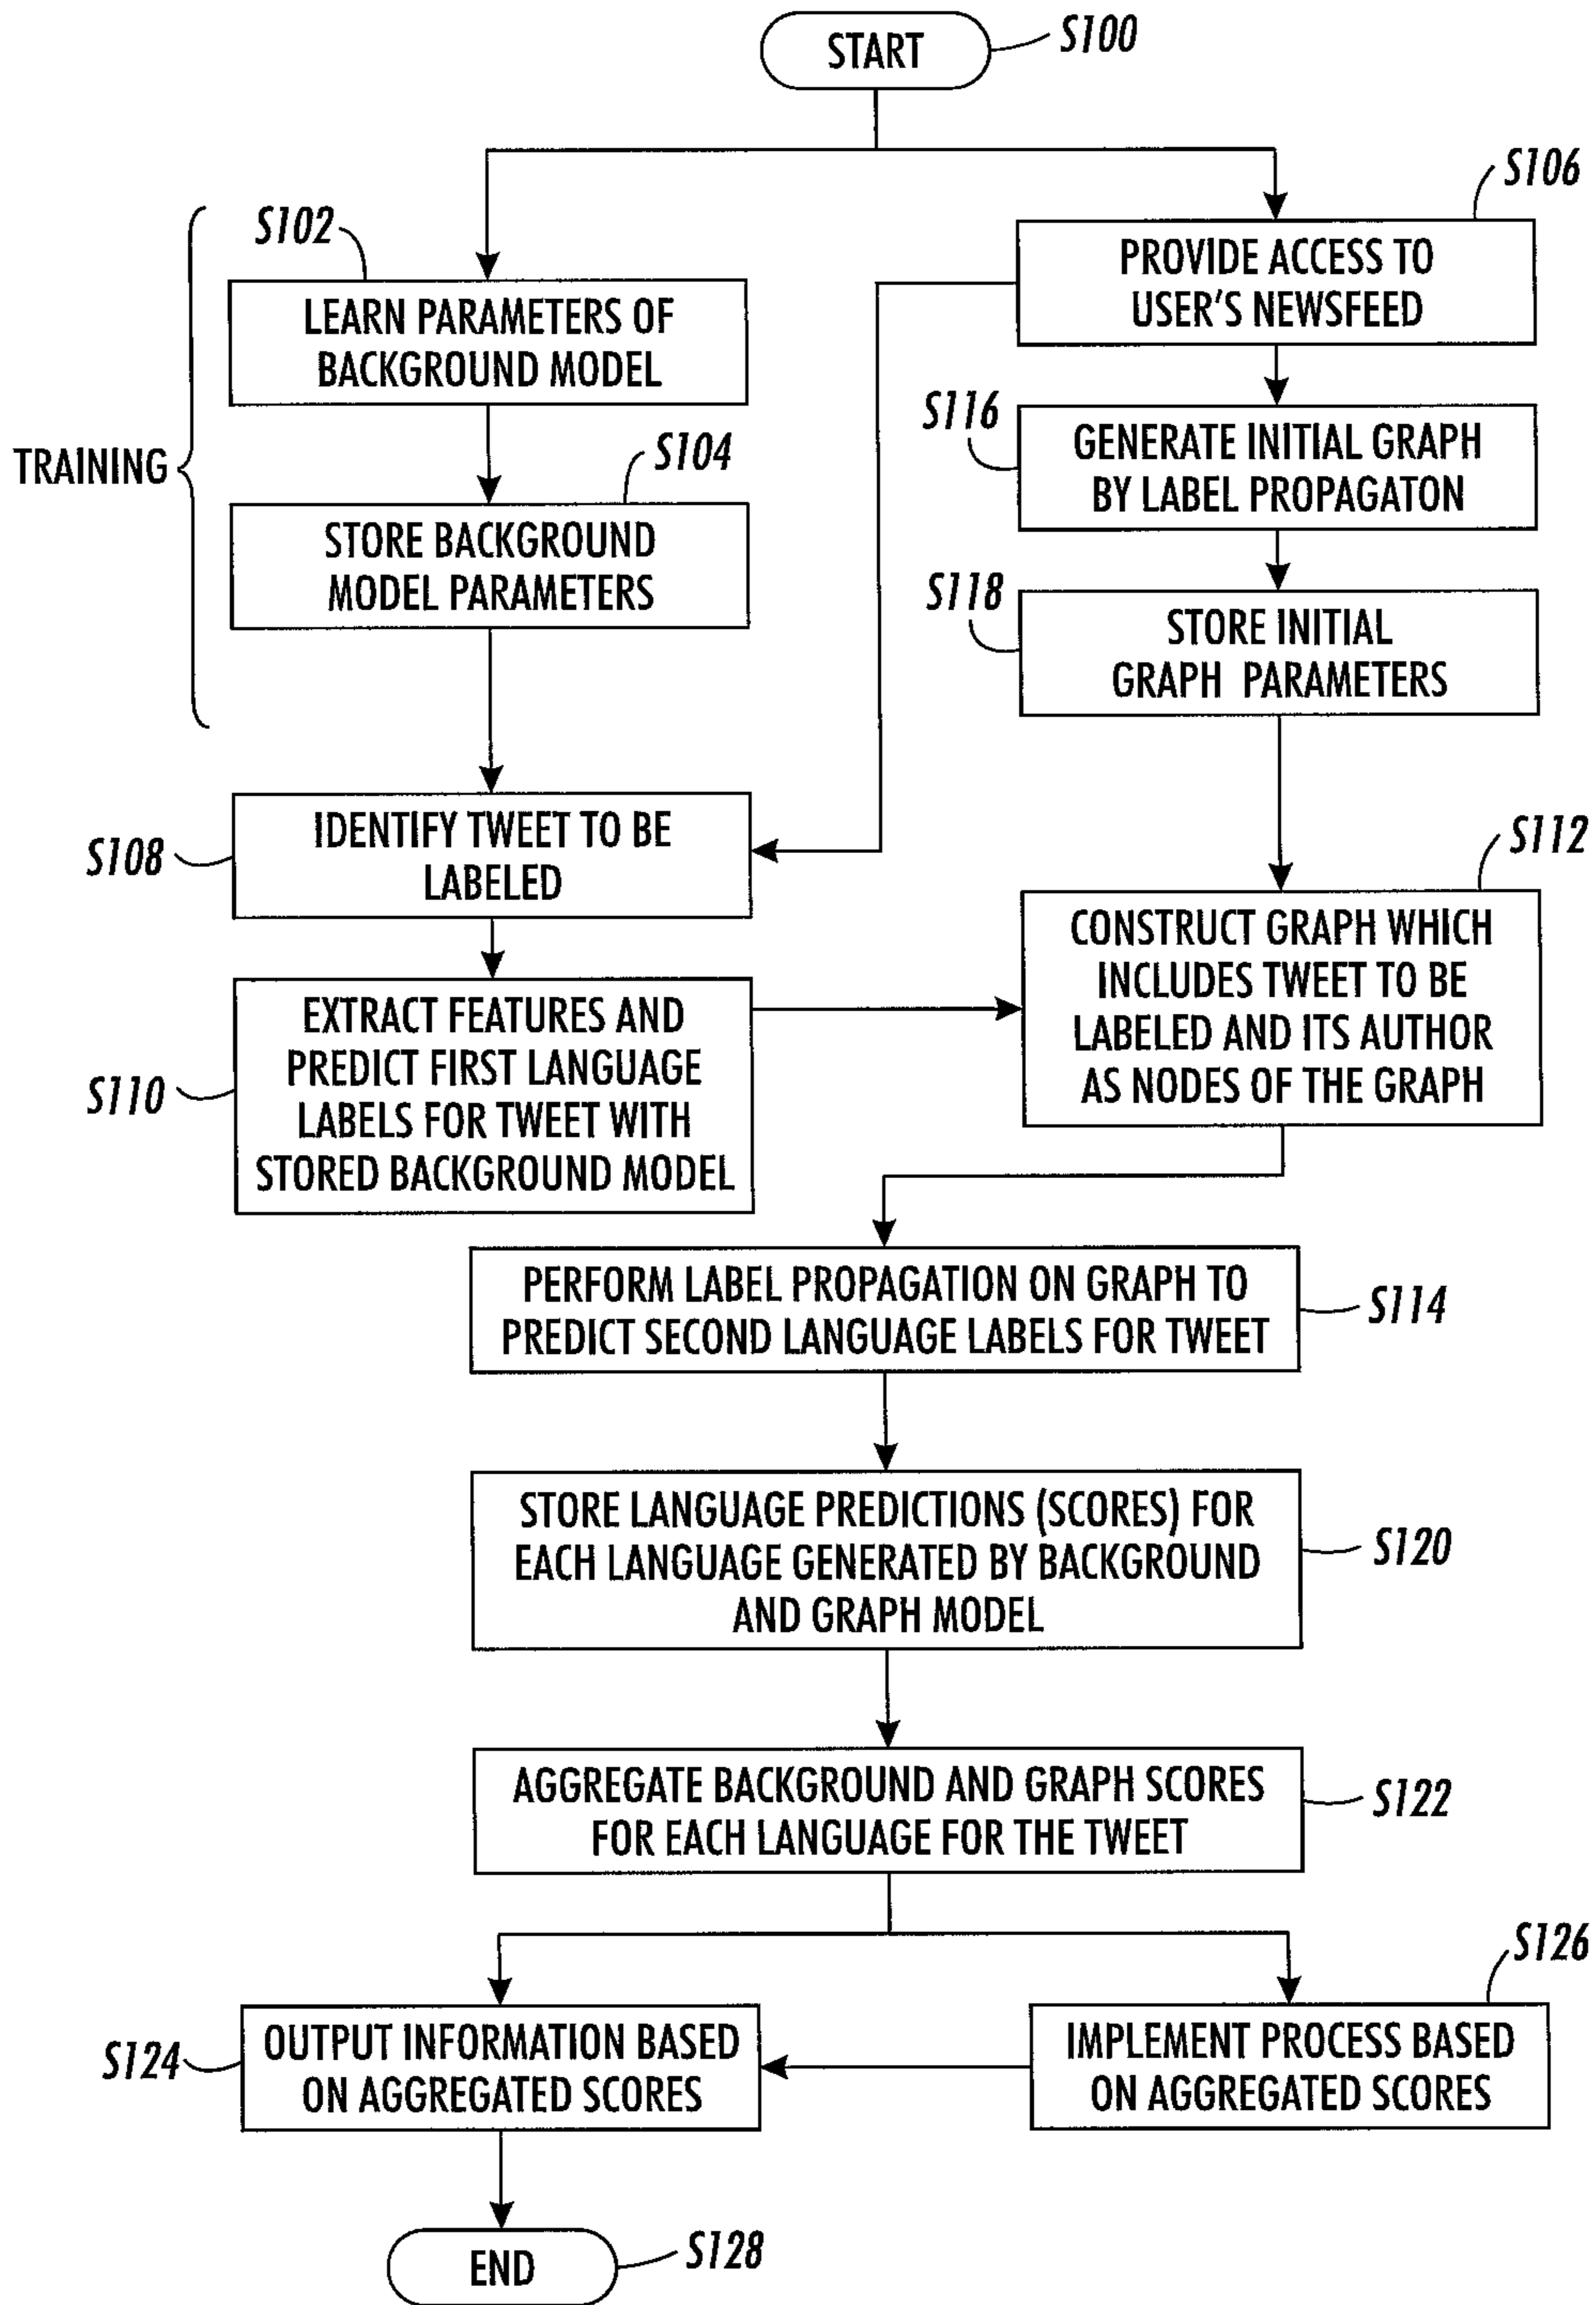 START
S100
S106
S102
PROVIDE ACCESS TO
USER'S NEWSFEED
LEARN PARAMETERS OF
BACKGROUND MODEL
S116
GENERATE INITIAL GRAPH
BY LABEL PROPAGATON
TRAINING
S104
STORE BACKGROUND
MODEL PARAMETERS
S118
STORE INITIAL
GRAPH PARAMETERS
S108
IDENTIFY TWEET TO BE
LABELED
S112
CONSTRUCT GRAPH WHICH
INCLUDES TWEET TO BE
LABELED AND ITS AUTHOR
AS NODES OF THE GRAPH
S110
EXTRACT FEATURES AND
PREDICT FIRST LANGUAGE
LABELS FOR TWEET WITH
STORED BACKGROUND MODEL
PERFORM LABEL PROPAGATION ON GRAPH TO
PREDICT SECOND LANGUAGE LABELS FOR TWEET
S114
STORE LANGUAGE PREDICTIONS (SCORES) FOR
EACH LANGUAGE GENERATED BY BACKGROUND
AND GRAPH MODEL
S120
AGGREGATE BACKGROUND AND GRAPH SCORES
FOR EACH LANGUAGE FOR THE TWEET
S122
S126
S124
OUTPUT INFORMATION BASED
ON AGGREGATED SCORES
IMPLEMENT PROCESS BASED
ON AGGREGATED SCORES
END
S128